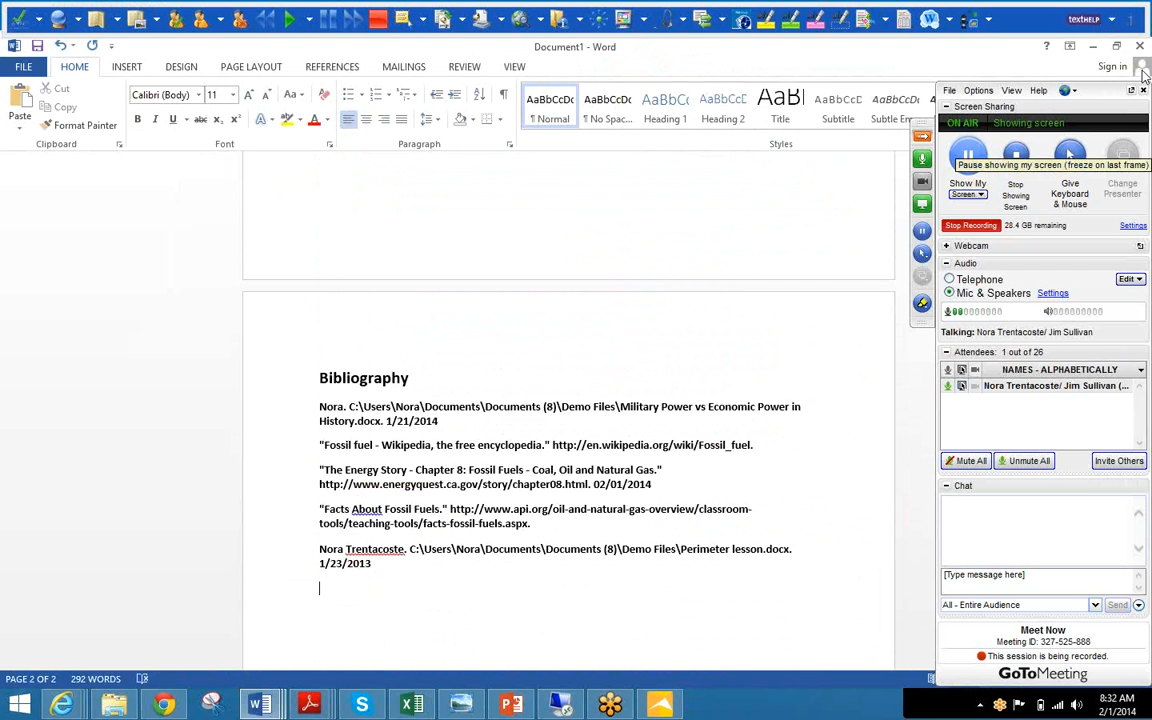 textHELP
Document1 - Word
?
FILE
HOME
INSERT
DESIGN
PAGE LAYOUT
REFERENCES
MAILINGS
REVIEW
VIEW
Sign in
Paste
Cut
Copy
Format Painter
Clipboard
Calibri (Body)
11
Font
Paragraph
AaBbCcDc
¶ Normal
AaBbCcDc
¶ No Spac...
AaBbCc
Heading 1
AaBbCc
Heading 2
AaBl
Title
AaBbCcDc
Subtitle
AaBbCcDc
Subtle Em...
Styles
File
Options
View
Help
Screen Sharing
ON AIR
Showing screen
Pause showing my screen (freeze on last frame)
Show My
Screen
Stop
Showing
Screen
Give
Keyboard
& Mouse
Change
Presenter
Stop Recording
28.4 GB remaining
Settings
Webcam
Audio
Telephone
Edit
Mic & Speakers
Settings
Talking: Nora Trentacoste/ Jim Sullivan
Attendees: 1 out of 26
NAMES - ALPHABETICALLY
Nora Trentacoste/ Jim Sullivan (...
Mute All
Unmute All
Invite Others
Chat
[Type message here]
All - Entire Audience
Send
Meet Now
Meeting ID: 327-525-888
This session is being recorded.
GoToMeeting
Bibliography
Nora. C:\Users\Nora\Documents\Documents (8)\Demo Files\Military Power vs Economic Power in
History.docx. 1/21/2014
"Fossil fuel - Wikipedia, the free encyclopedia." http://en.wikipedia.org/wiki/Fossil_fuel.
"The Energy Story - Chapter 8: Fossil Fuels - Coal, Oil and Natural Gas."
http://www.energyquest.ca.gov/story/chapter08.html. 02/01/2014
"Facts About Fossil Fuels." http://www.api.org/oil-and-natural-gas-overview/classroom-
tools/teaching-tools/facts-fossil-fuels.aspx.
Nora Trentacoste. C:\Users\Nora\Documents\Documents (8)\Demo Files\Perimeter lesson.docx.
1/23/2013
PAGE 2 OF 2
292 WORDS
8:32 AM
2/1/2014